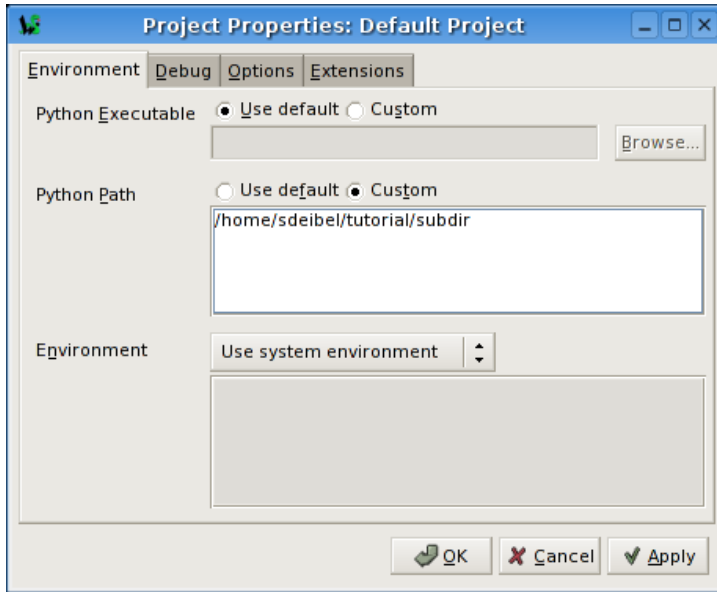 Project Properties: Default Project
Environment Debug Options Extensions
Python Executable Use default Custom
Browse...
Python Path Use default Custom
/home/sdeibel/tutorial/subdir
Environment Use system environment
OK Cancel Apply